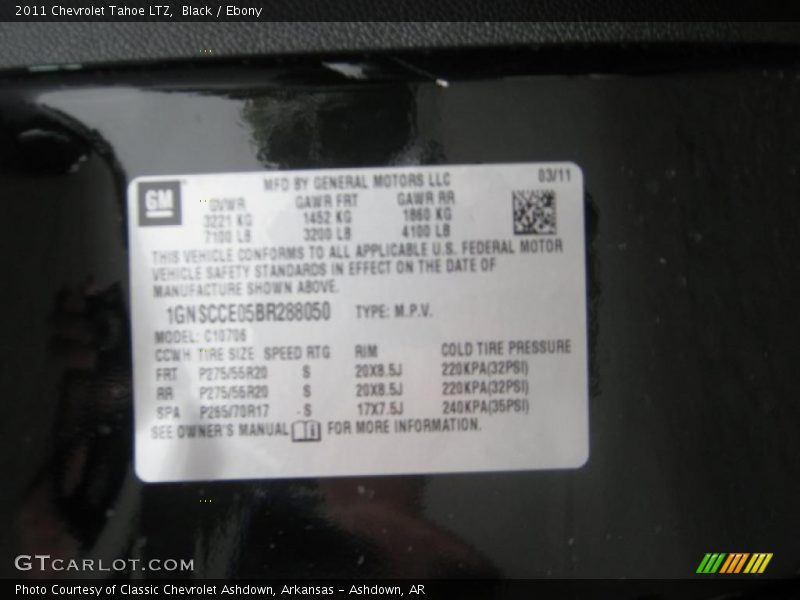 2011 Chevrolet Tahoe LTZ, Black / Ebony
GM
MFD BY GENERAL MOTORS LLC 03/11
GVWR GAWR FRT GAWR RR
3221 KG 1452 KG 1860 KG
7100 LB 3200 LB 4100 LB
THIS VEHICLE CONFORMS TO ALL APPLICABLE U.S. FEDERAL MOTOR
VEHICLE SAFETY STANDARDS IN EFFECT ON THE DATE OF
MANUFACTURE SHOWN ABOVE.
1GNSCCE05BR288050 TYPE: M.P.V.
MODEL: C10706
CCWH TIRE SIZE SPEED RTG RIM COLD TIRE PRESSURE
FRT P275/55R20 S 20X8.5J 220KPA(32PSI)
RR P275/55R20 S 20X8.5J 220KPA(32PSI)
SPA P265/70R17 S 17X7.5J 240KPA(35PSI)
SEE OWNER'S MANUAL FOR MORE INFORMATION.
GTcarlot.com
Photo Courtesy of Classic Chevrolet Ashdown, Arkansas - Ashdown, AR